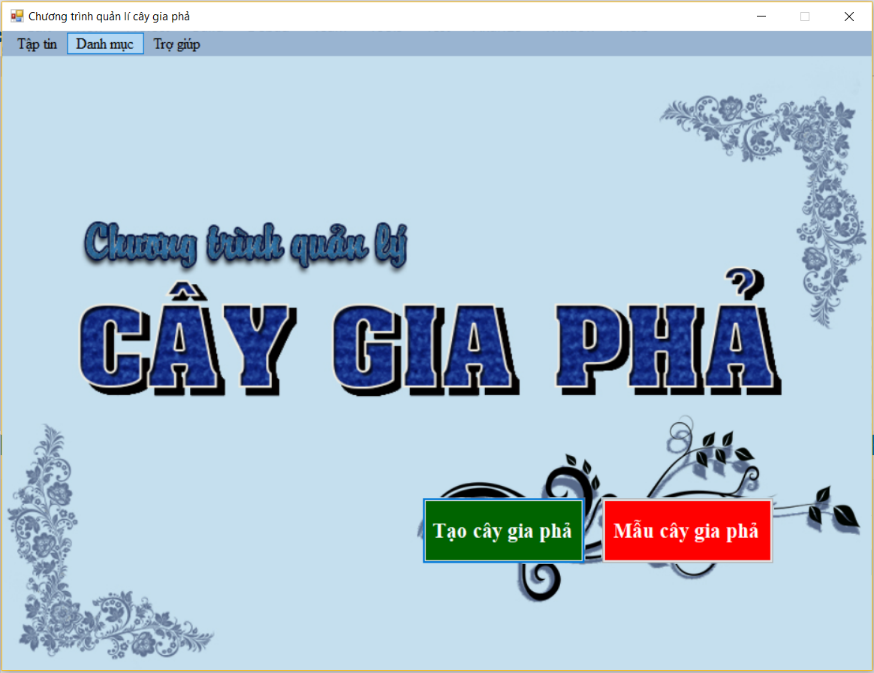 Chương trình quản lí cây gia phả
Tập tin Danh mục Trợ giúp
Chương trình quản lý
CÂY GIA PHẢ
Tạo cây gia phả Mẫu cây gia phả